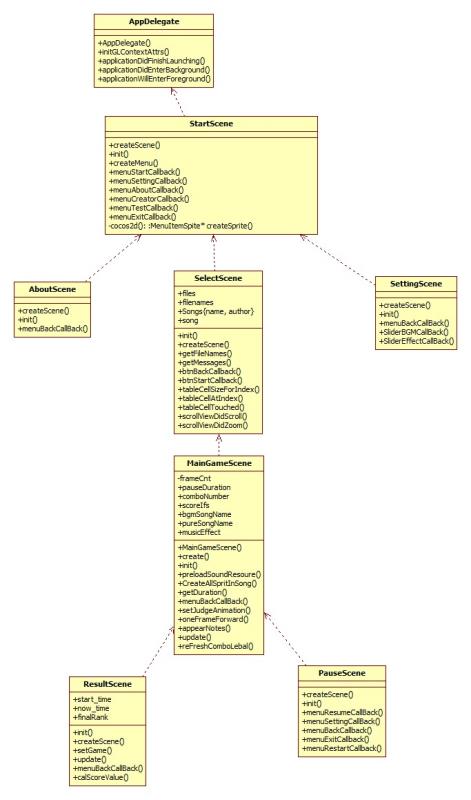 AppDelegate
+AppDelegate()
+initGLContextAttrs()
+applicationDidFinishLaunching()
+applicationDidEnterBackground()
+applicationWillEnterForeground()
StartScene
+createScene()
+init()
+createMenu()
+menuStartCallback()
+menuSettingCallback()
+menuAboutCallback()
+menuCreatorCallback()
+menuTestCallback()
+menuExitCallback()
-cocos2d(): :MenuItemSpite* createSprite()
AboutScene
+createScene()
+init()
+menuBackCallBack()
SelectScene
+files
+filenames
+Songs{name, author}
+song
+init()
+createScene()
+getFileNames()
+getMessages()
+btnBackCallback()
+btnStartCallback()
+tableCellSizeForIndex()
+tableCellAtIndex()
+tableCellTouched()
+scrollViewDidScroll()
+scrollViewDidZoom()
SettingScene
+createScene()
+init()
+menuBackCallBack()
+SliderBGMCallBack()
+SliderEffectCallBack()
MainGameScene
-frameCnt
+pauseDuration
+comboNumber
+scoreIfs
+bgmSongName
+pureSongName
+musicEffect
+MainGameScene()
+create()
+init()
+preloadSoundResoure()
+CreateAllSpritInSong()
+getDuration()
+menuBackCallBack()
+setJudgeAnimation()
+oneFrameForward()
+appearNotes()
+update()
+reFreshComboLebal()
ResultScene
+start_time
+now_time
+finalRank
+init()
+createScene()
+setGame()
+update()
+menuBackCallBack()
+calScoreValue()
PauseScene
+createScene()
+init()
+menuResumeCallBack()
+menuSettingCallBack()
+menuBackCallback()
+menuExitCallback()
+menuRestartCallback()